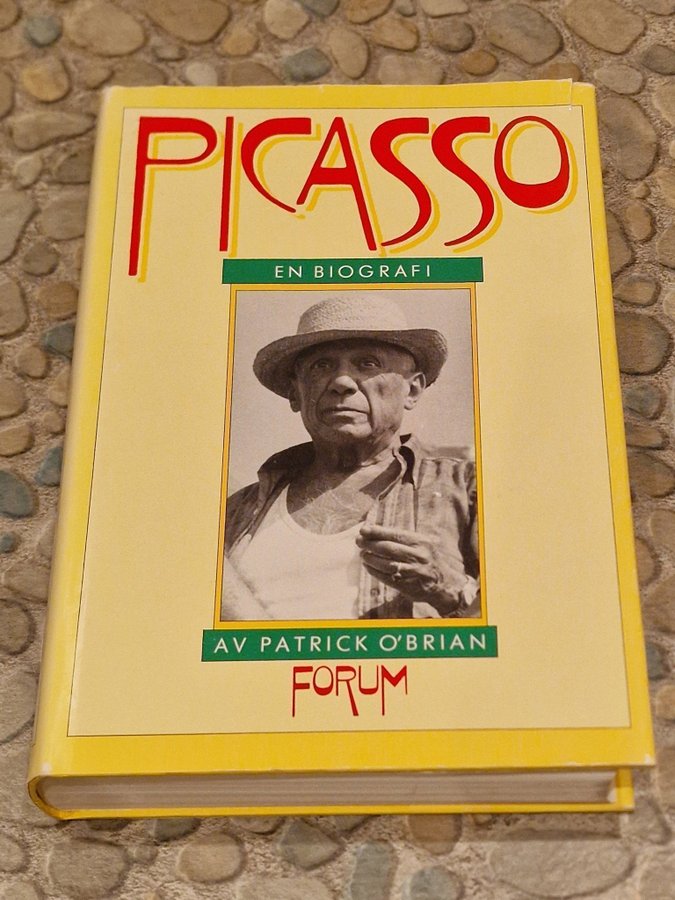 PICASSO
EN BIOGRAFI
AV PATRICK O'BRIAN
FORUM